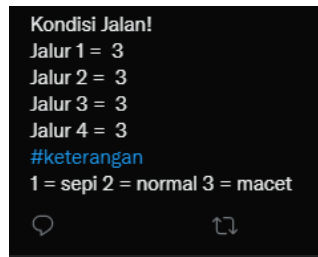 Kondisi Jalan!
Jalur 1 = 3
Jalur 2 = 3
Jalur 3 = 3
Jalur 4 = 3
#keterangan
1 = sepi 2 = normal 3 = macet